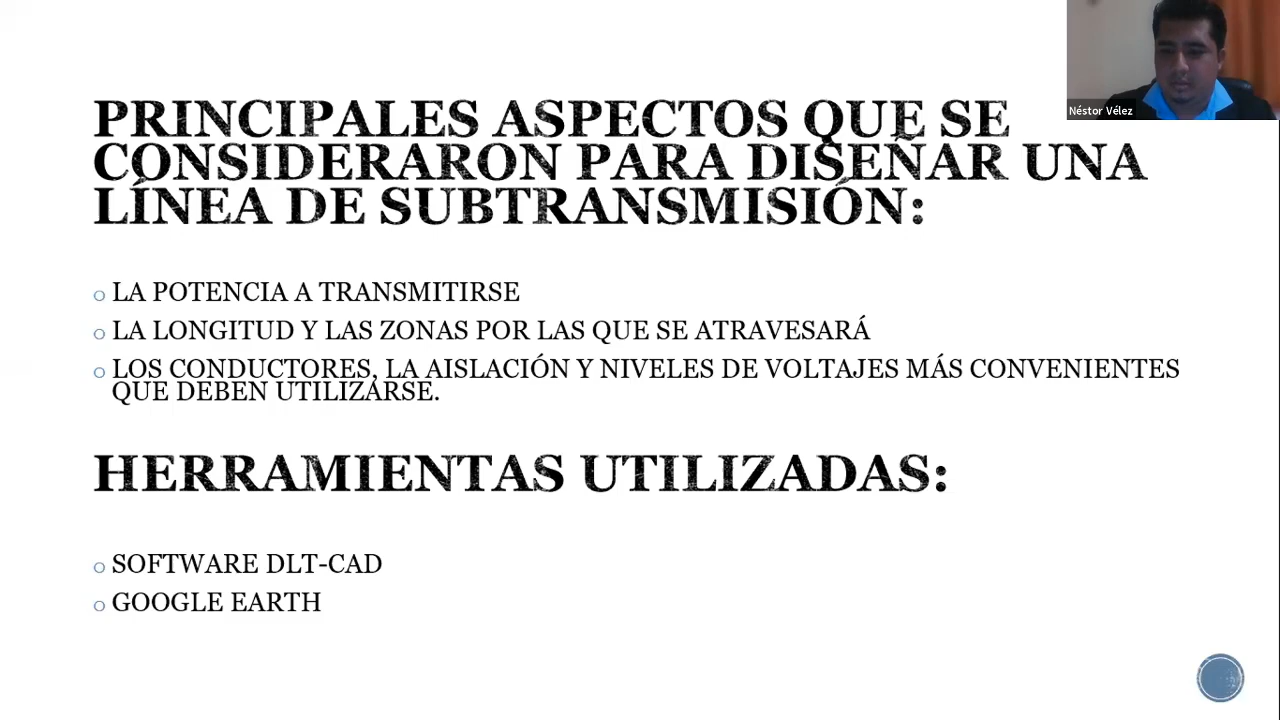 Néstor Vélez
PRINCIPALES ASPECTOS QUE SE
CONSIDERARON PARA DISEÑAR UNA
LÍNEA DE SUBTRANSMISIÓN:
o LA POTENCIA A TRANSMITIRSE
o LA LONGITUD Y LAS ZONAS POR LAS QUE SE ATRAVESARÁ
o LOS CONDUCTORES, LA AISLACIÓN Y NIVELES DE VOLTAJES MÁS CONVENIENTES
QUE DEBEN UTILIZARSE.
HERRAMIENTAS UTILIZADAS:
o SOFTWARE DLT-CAD
o GOOGLE EARTH